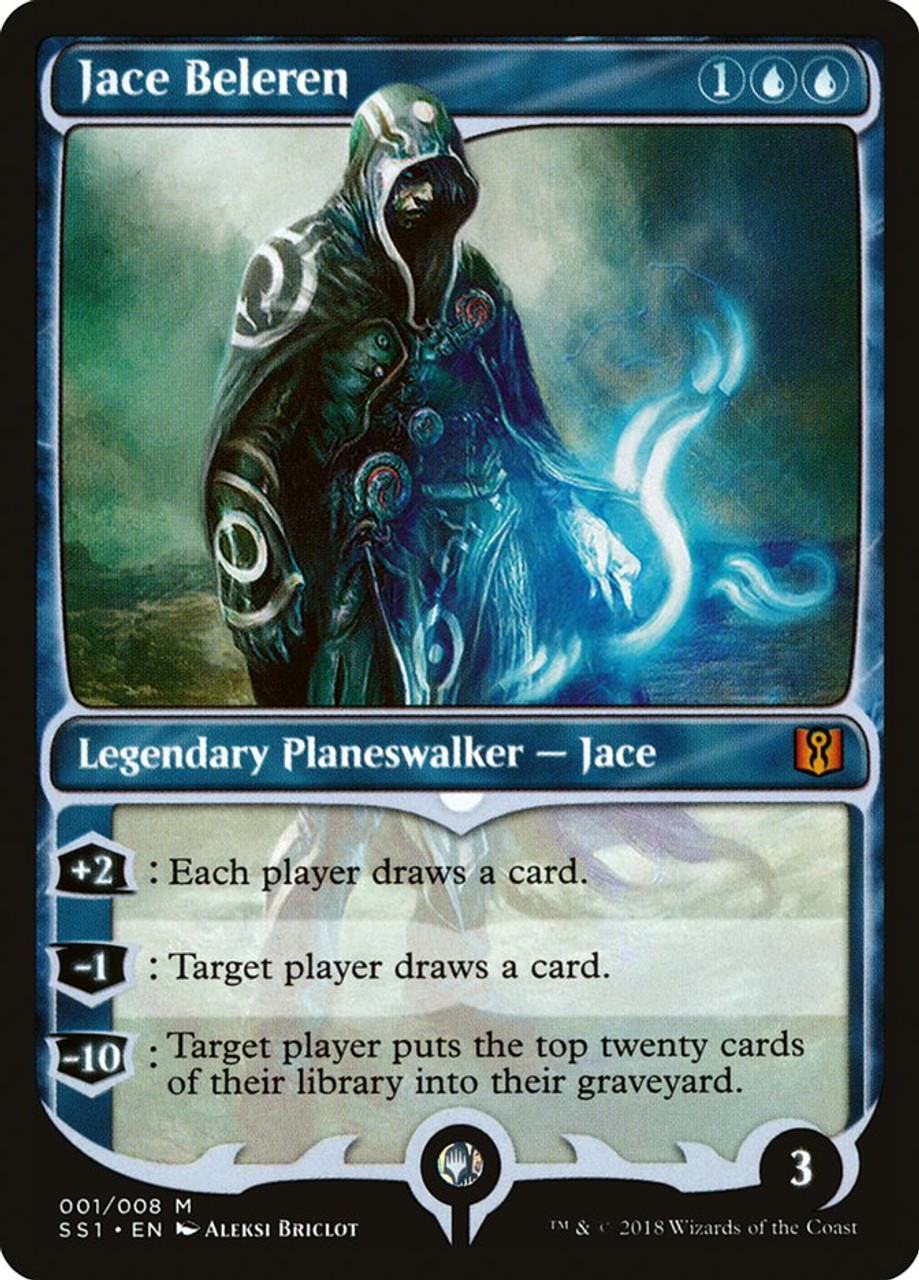 Jace Beleren 1
Legendary Planeswalker — Jace
+2 : Each player draws a card.
-1 : Target player draws a card.
-10 : Target player puts the top twenty cards
of their library into their graveyard.
3
001/008 M
SS1 • EN Aleksi Briclot
™ & © 2018 Wizards of the Coast